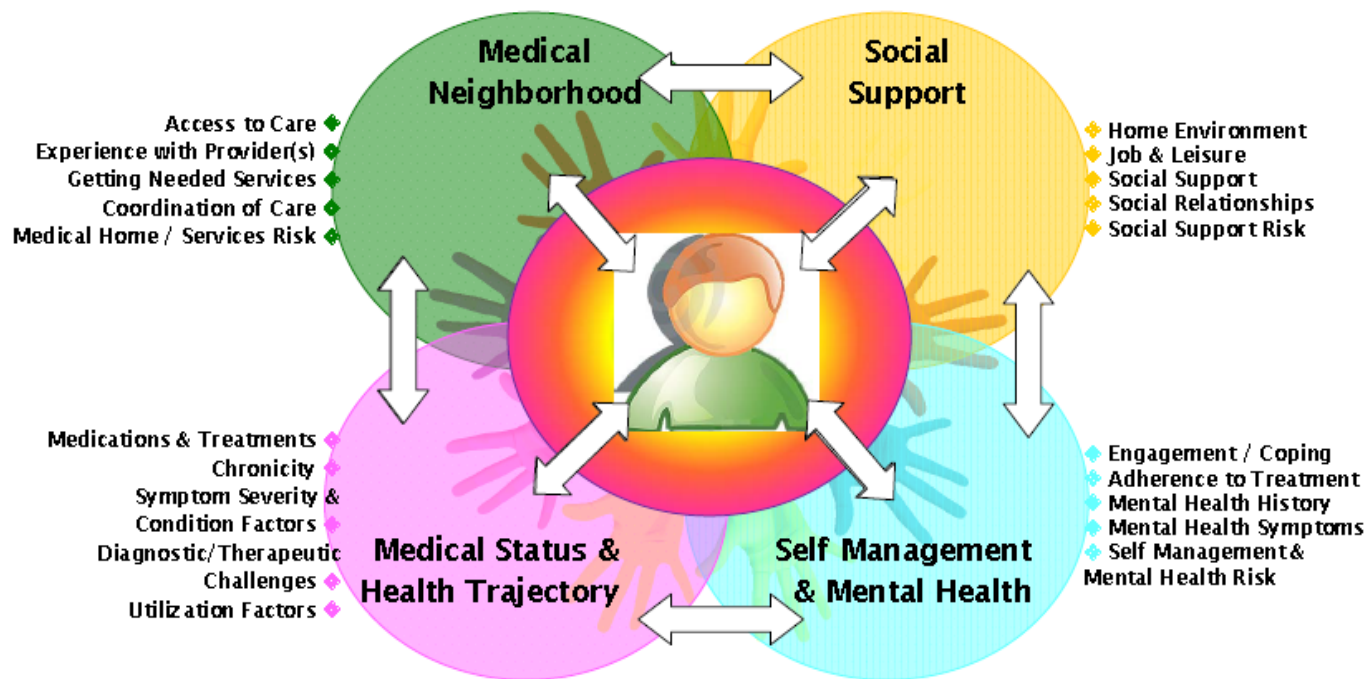 Medical
Neighborhood
Social
Support
Access to Care
Experience with Provider(s)
Getting Needed Services
Coordination of Care
Medical Home / Services Risk
Home Environment
Job & Leisure
Social Support
Social Relationships
Social Support Risk
Medications & Treatments
Chronicity
Symptom Severity &
Condition Factors
Diagnostic/Therapeutic
Challenges
Utilization Factors
Medical Status &
Health Trajectory
Self Management
& Mental Health
Engagement / Coping
Adherence to Treatment
Mental Health History
Mental Health Symptoms
Self Management &
Mental Health Risk